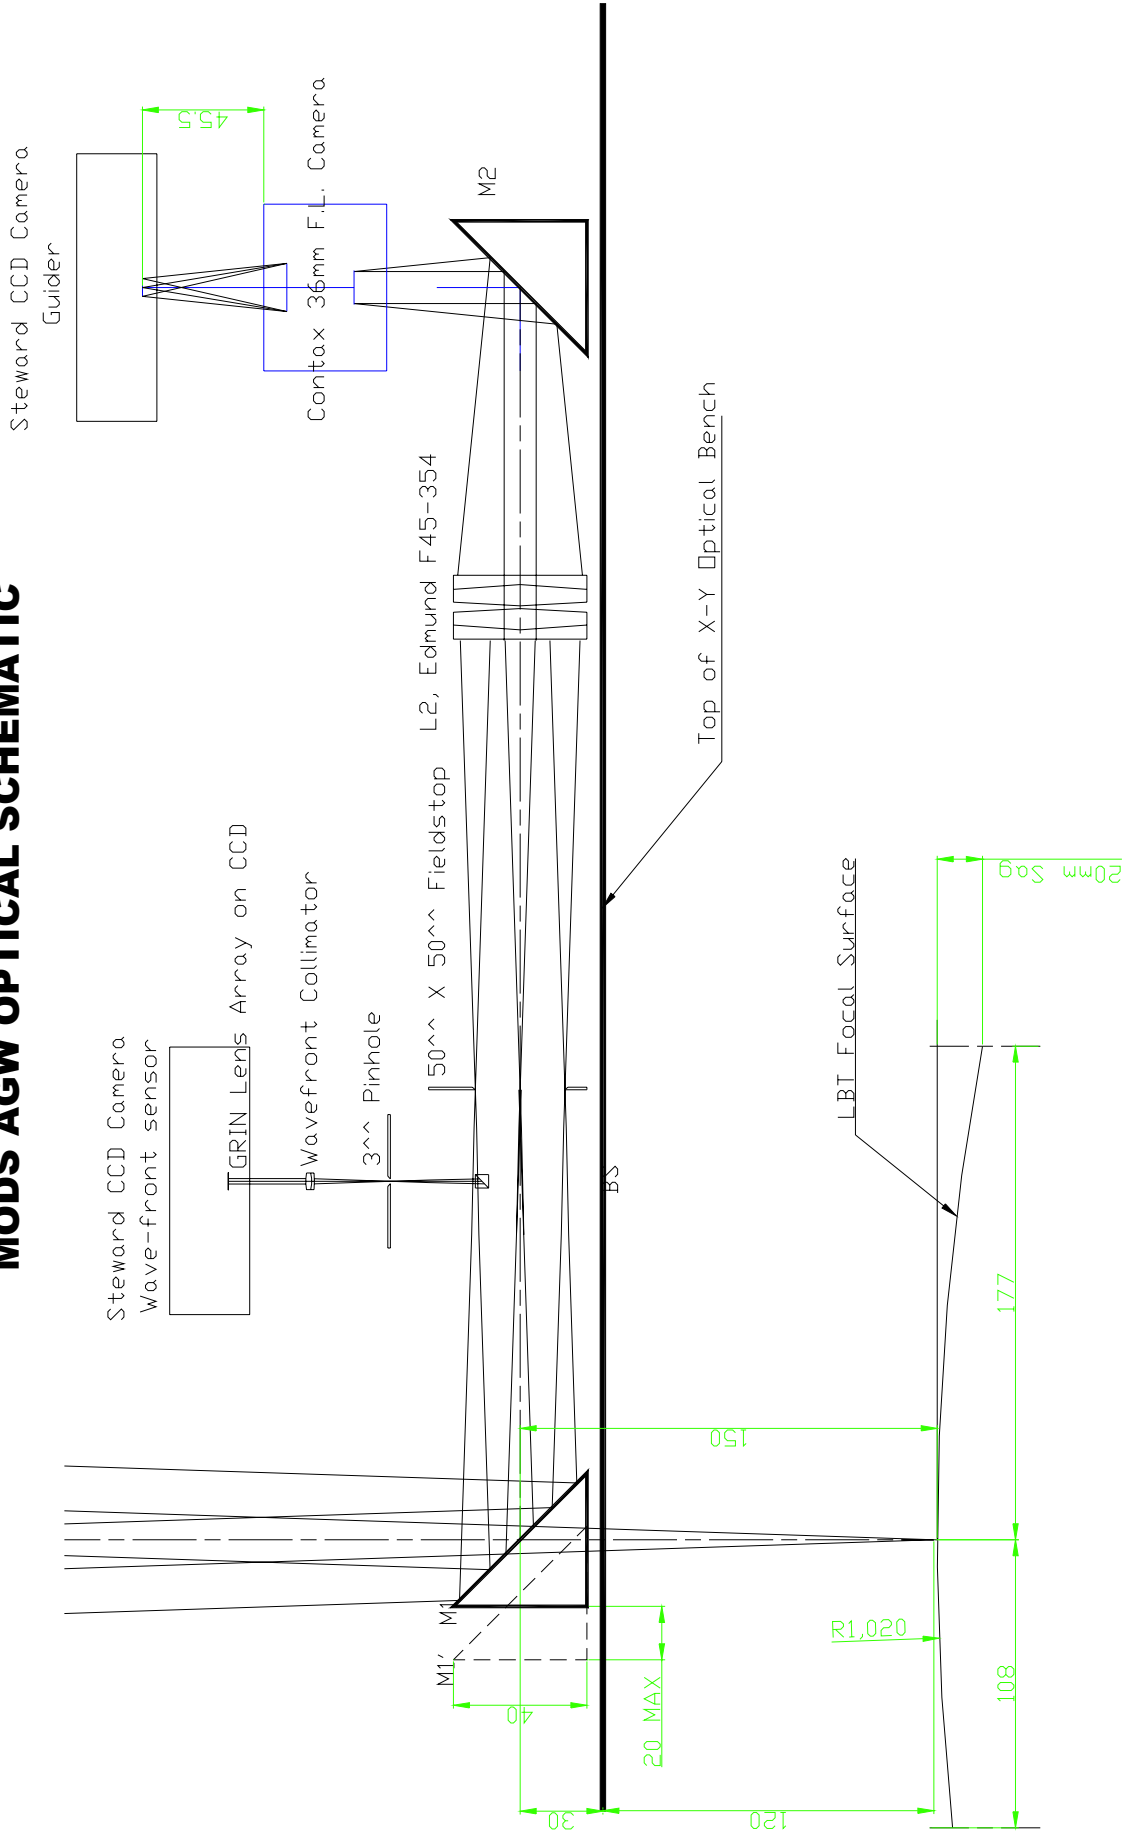 MODS AGW OPTICAL SCHEMATIC
Steward CCD Camera
Guider
45.5
Contax 36mm F.L. Camera
M2
L2, Edmund F45-354
50^^ X 50^^ Fieldstop
Steward CCD Camera
Wave-front sensor
GRIN Lens Array on CCD
Wavefront Collimator
3^^ Pinhole
BS
Top of X-Y Optical Bench
LBT Focal Surface
20mm Sag
M1
M1'
40
20 MAX
30
120
150
R1,020
177
108